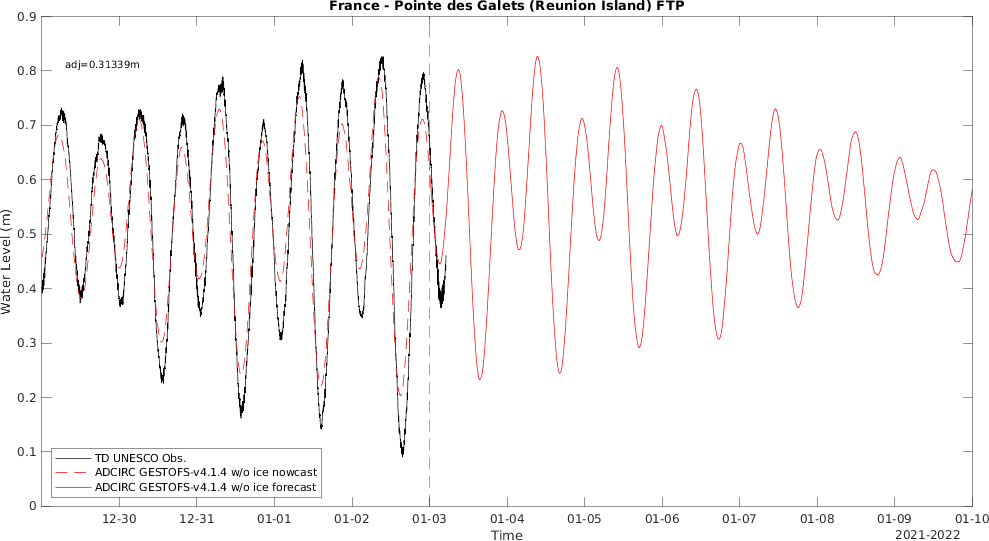 France - Pointe des Galets (Reunion Island) FTP
adj=0.31339m
0.9
0.8
0.7
0.6
0.5
0.4
0.3
0.2
0.1
0
Water Level (m)
TD UNESCO Obs.
ADCIRC GESTOFS-v4.1.4 w/o ice nowcast
ADCIRC GESTOFS-v4.1.4 w/o ice forecast
12-30 12-31 01-01 01-02 01-03 01-04 01-05 01-06 01-07 01-08 01-09 01-10
Time
2021-2022